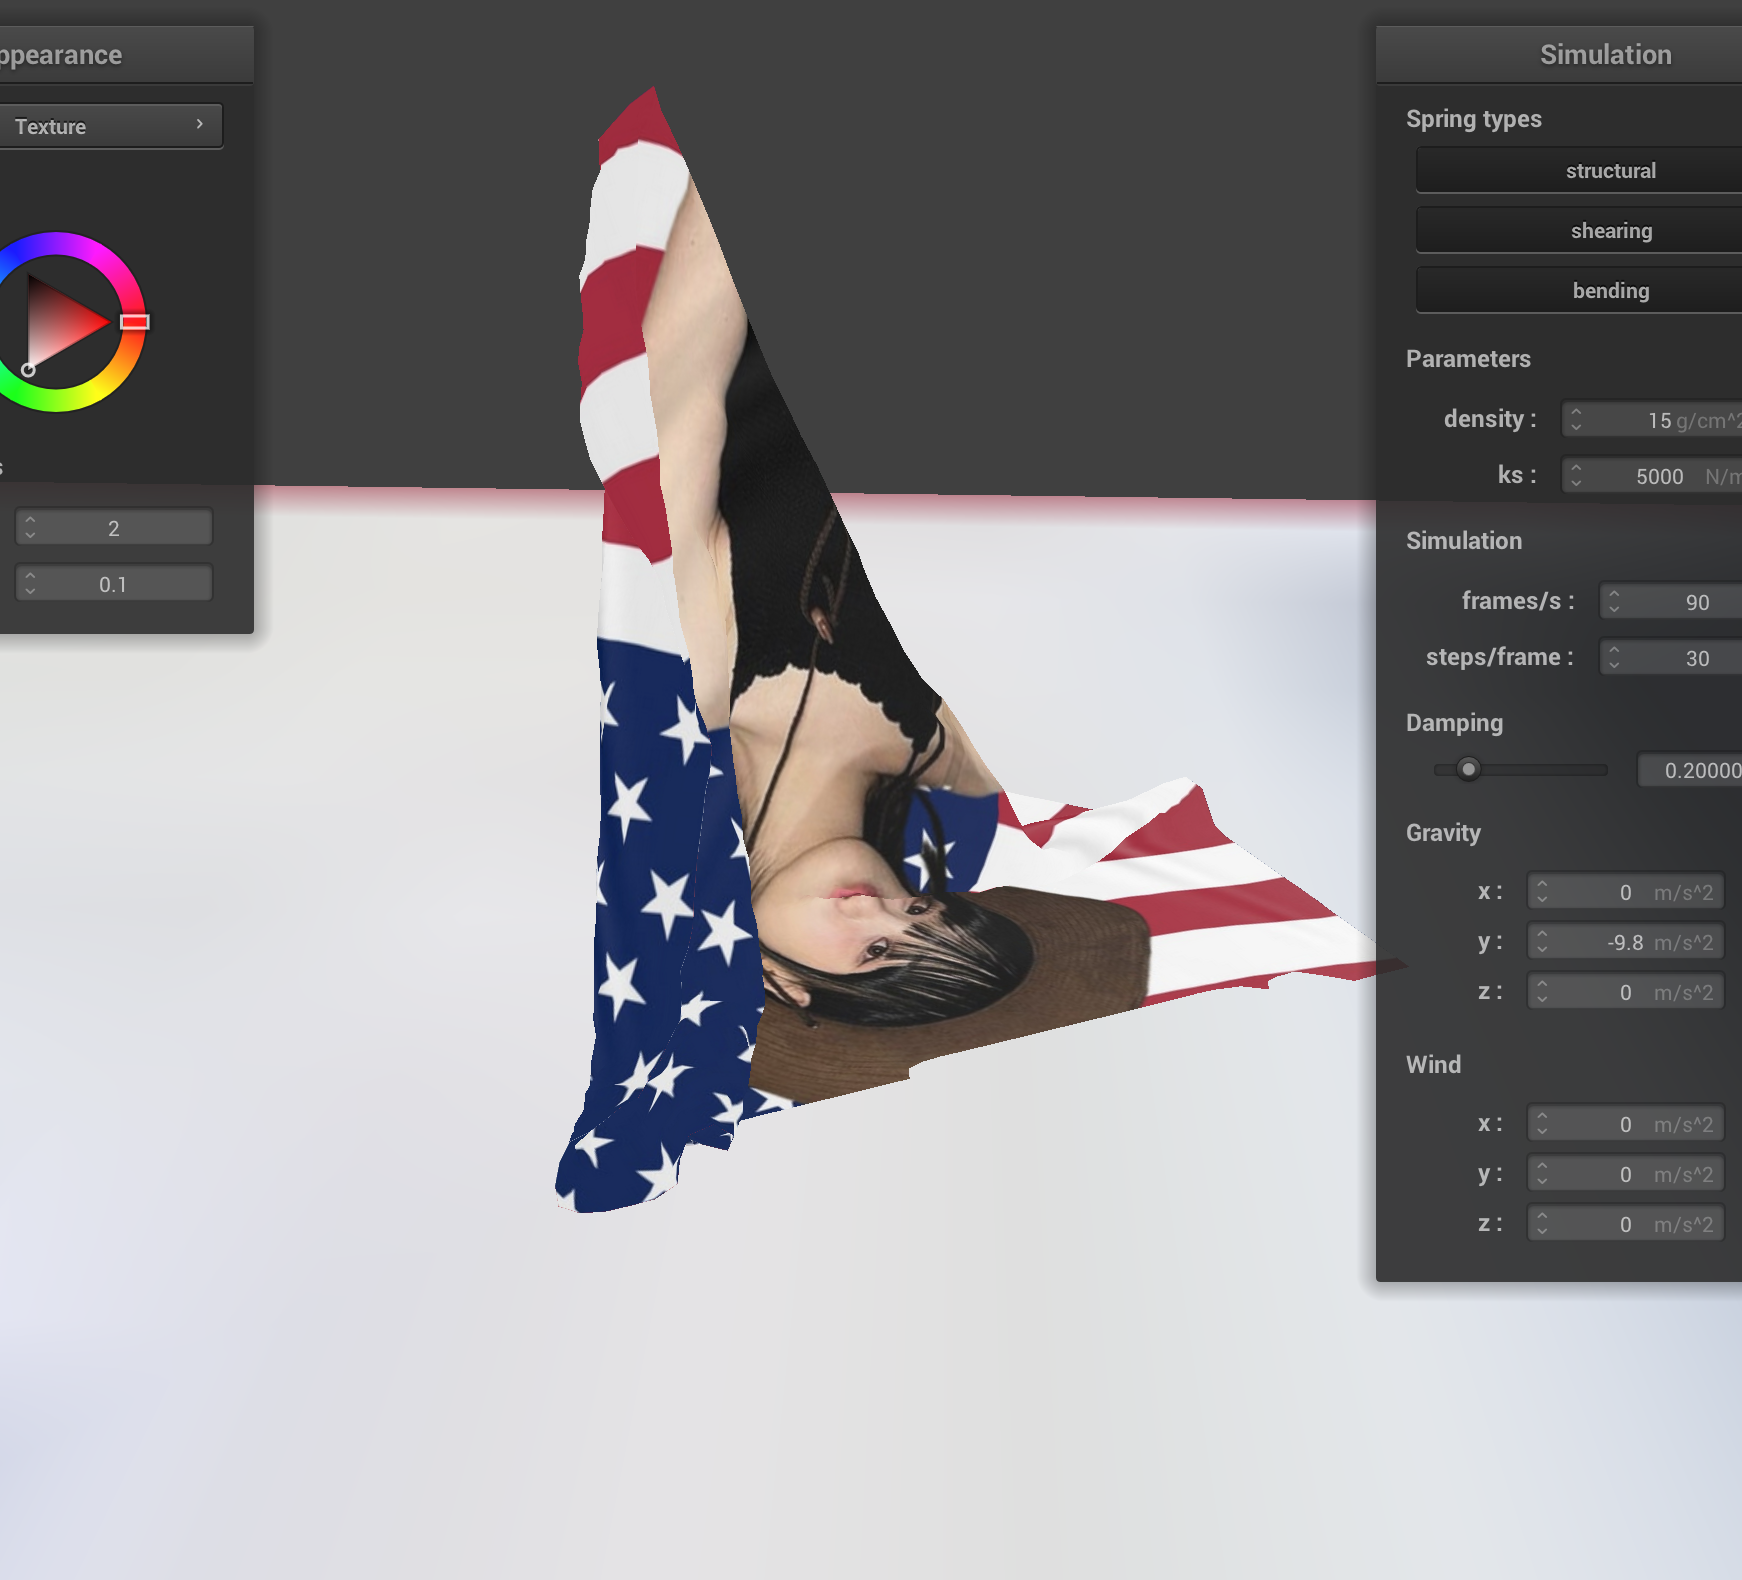 ppearance
Texture
s
2
0.1
Simulation
Spring types
structural
shearing
bending
Parameters
density : 15 g/cm^2
ks : 5000 N/m
Simulation
frames/s : 90
steps/frame : 30
Damping
0.20000
Gravity
x : 0 m/s^2
y : -9.8 m/s^2
z : 0 m/s^2
Wind
x : 0 m/s^2
y : 0 m/s^2
z : 0 m/s^2